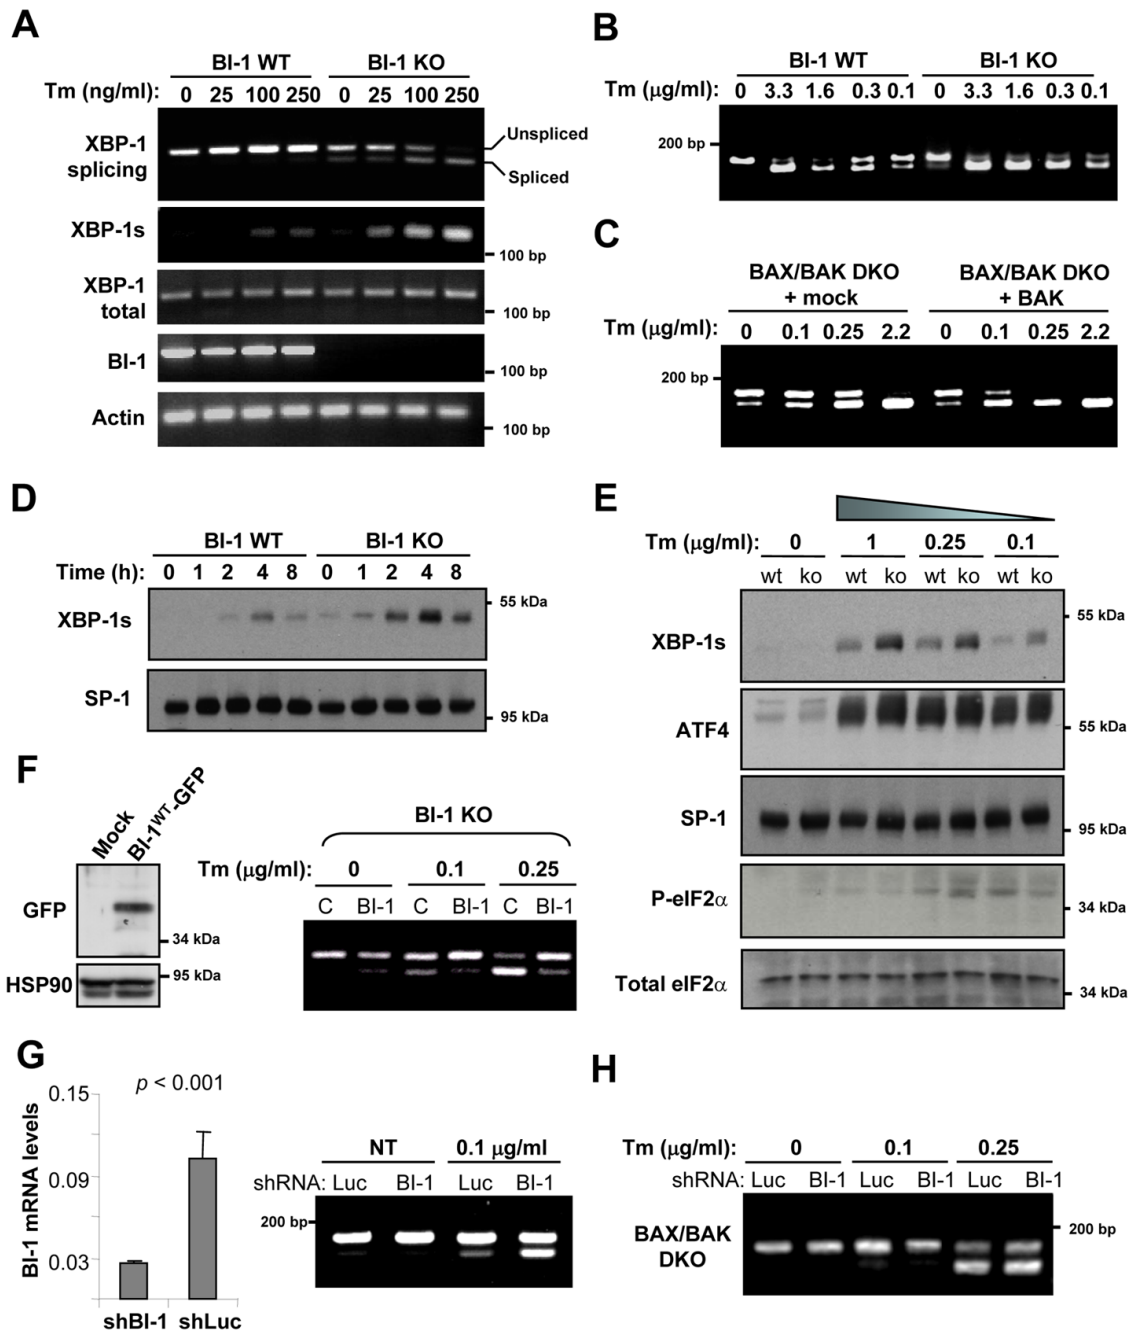 A
BI-1 WT BI-1 KO
Tm (ng/ml): 0 25 100 250 0 25 100 250
XBP-1 splicing
Unspliced
Spliced
XBP-1s
100 bp
XBP-1 total
100 bp
BI-1
100 bp
Actin
100 bp
B
BI-1 WT BI-1 KO
Tm (µg/ml): 0 3.3 1.6 0.3 0.1 0 3.3 1.6 0.3 0.1
200 bp
C
BAX/BAK DKO + mock BAX/BAK DKO + BAK
Tm (µg/ml): 0 0.1 0.25 2.2 0 0.1 0.25 2.2
200 bp
D
BI-1 WT BI-1 KO
Time (h): 0 1 2 4 8 0 1 2 4 8
XBP-1s
55 kDa
SP-1
95 kDa
E
Tm (µg/ml): 0 1 0.25 0.1
wt ko wt ko wt ko wt ko
XBP-1s
55 kDa
ATF4
55 kDa
SP-1
95 kDa
P-eIF2α
34 kDa
Total eIF2α
34 kDa
F
Mock
BI-1WT-GFP
GFP
34 kDa
HSP90
95 kDa
BI-1 KO
Tm (µg/ml): 0 0.1 0.25
C BI-1 C BI-1 C BI-1
G
p < 0.001
BI-1 mRNA levels
0.15
0.09
0.03
shBI-1 shLuc
NT 0.1 µg/ml
shRNA: Luc BI-1 Luc BI-1
200 bp
H
Tm (µg/ml): 0 0.1 0.25
shRNA: Luc BI-1 Luc BI-1 Luc BI-1
200 bp
BAX/BAK DKO